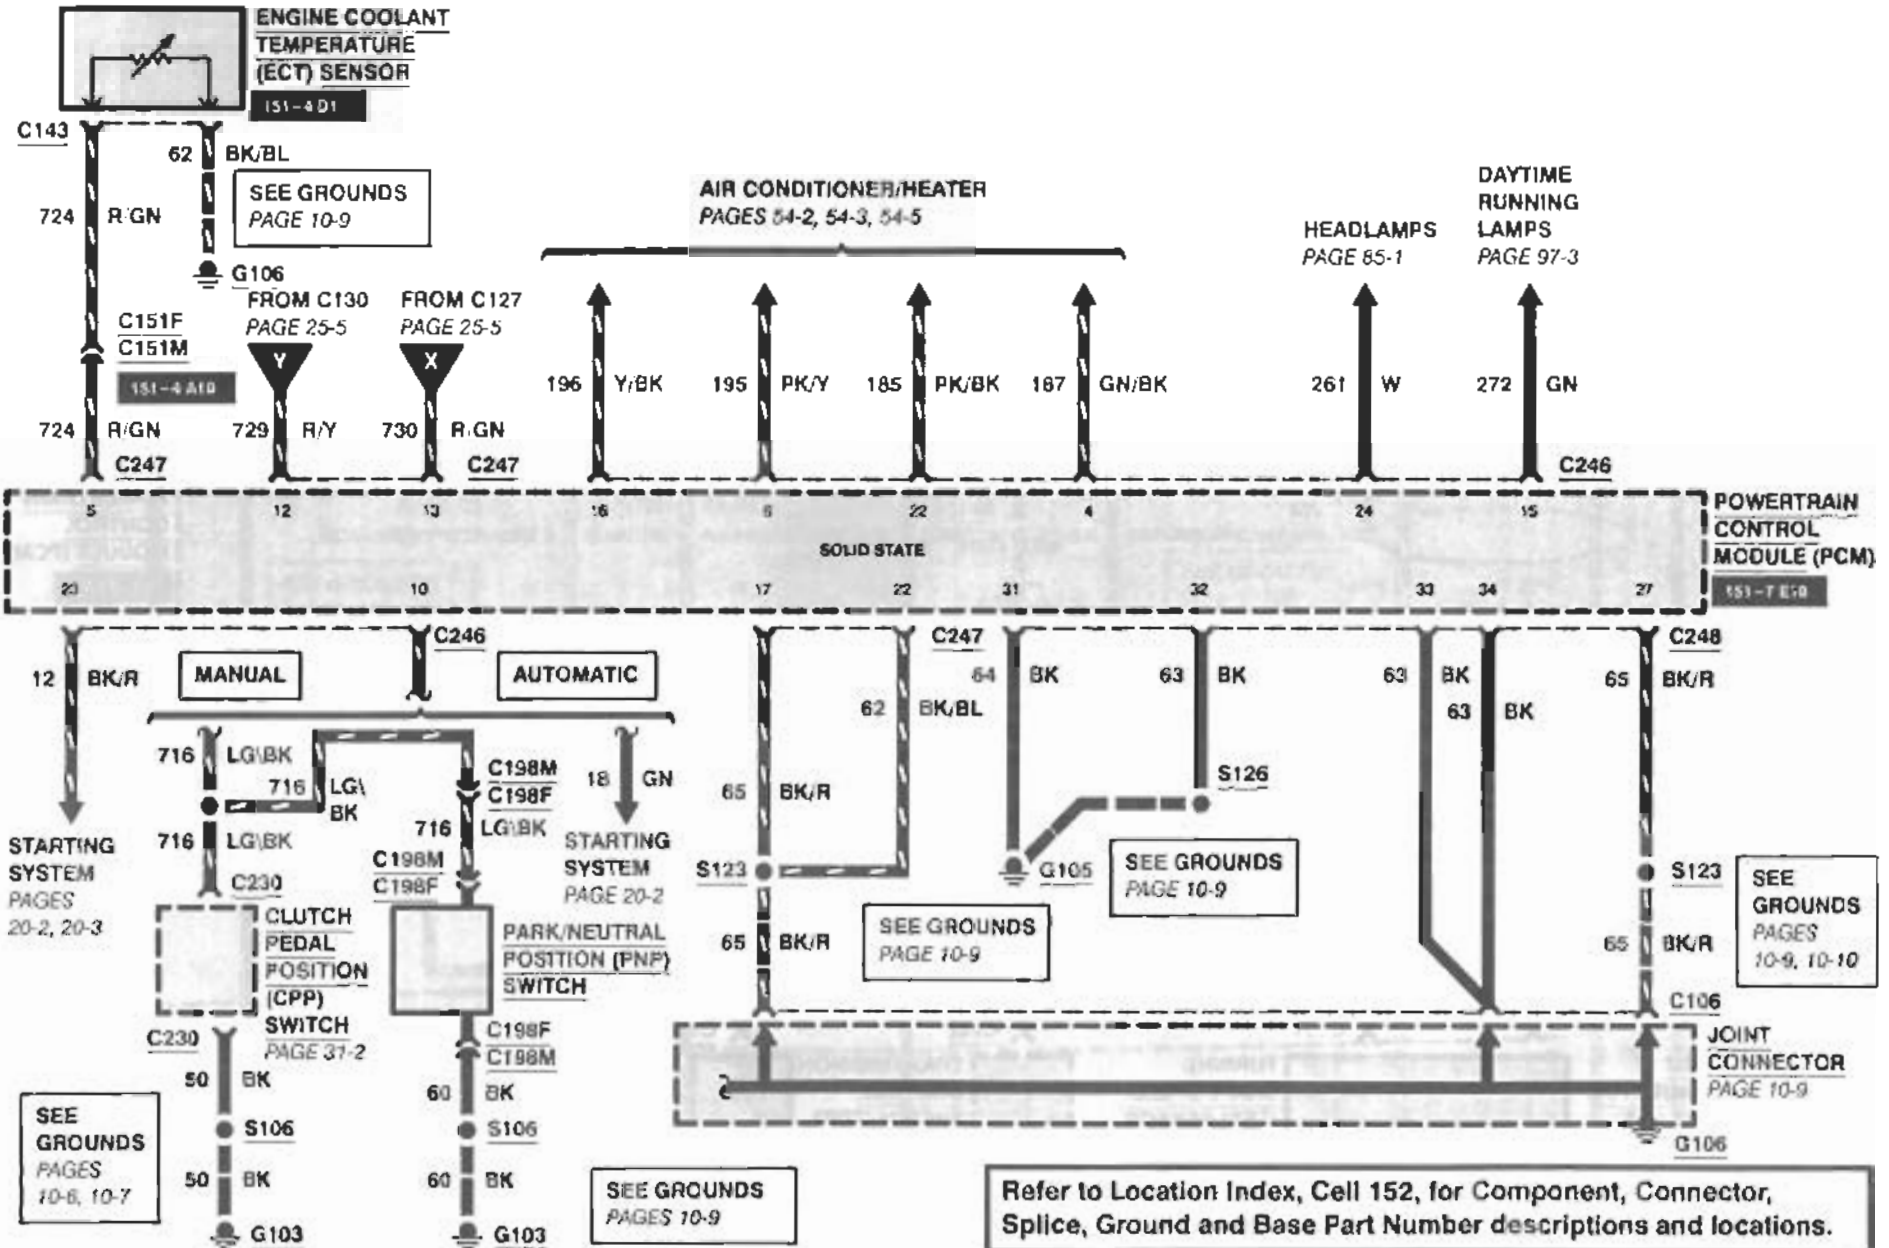 ENGINE COOLANT
TEMPERATURE
(ECT) SENSOR
151-4 D1
C143
62 BK/BL
SEE GROUNDS
PAGE 10-9
724 R/GN
G106
C151F
C151M
151-4 A10
724 R/GN
C247
FROM C130
PAGE 25-5
Y
729 R/Y
FROM C127
PAGE 25-5
X
730 R/GN
C247
AIR CONDITIONER/HEATER
PAGES 54-2, 54-3, 54-5
196 Y/BK
195 PK/Y
185 PK/BK
187 GN/BK
HEADLAMPS
PAGE 85-1
261 W
DAYTIME
RUNNING
LAMPS
PAGE 97-3
272 GN
C246
5 12 13 16 6 22 4 24 15
SOLID STATE
23 10 17 22 31 32 33 34 27
POWERTRAIN
CONTROL
MODULE (PCM)
C246
12 BK/R
MANUAL
AUTOMATIC
STARTING
SYSTEM
PAGES
20-2, 20-3
716 LG\BK
716 LG\
BK
716 LG\BK
C230
CLUTCH
PEDAL
POSITION
(CPP)
SWITCH
PAGE 31-2
C230
50 BK
S106
50 BK
G103
SEE
GROUNDS
PAGES
10-6, 10-7
C198M
C198F
716 LG\BK
C198M
C198F
PARK/NEUTRAL
POSITION (PNP)
SWITCH
C198F
C198M
60 BK
S106
60 BK
G103
SEE GROUNDS
PAGES 10-9
18 GN
STARTING
SYSTEM
PAGE 20-2
65 BK/R
62 BK/BL
S123
65 BK/R
SEE GROUNDS
PAGE 10-9
C247
64 BK
63 BK
S126
G105
SEE GROUNDS
PAGE 10-9
63 BK
63 BK
C248
65 BK/R
S123
65 BK/R
SEE
GROUNDS
PAGES
10-9, 10-10
C106
JOINT
CONNECTOR
PAGE 10-9
G106
Refer to Location Index, Cell 152, for Component, Connector,
Splice, Ground and Base Part Number descriptions and locations.